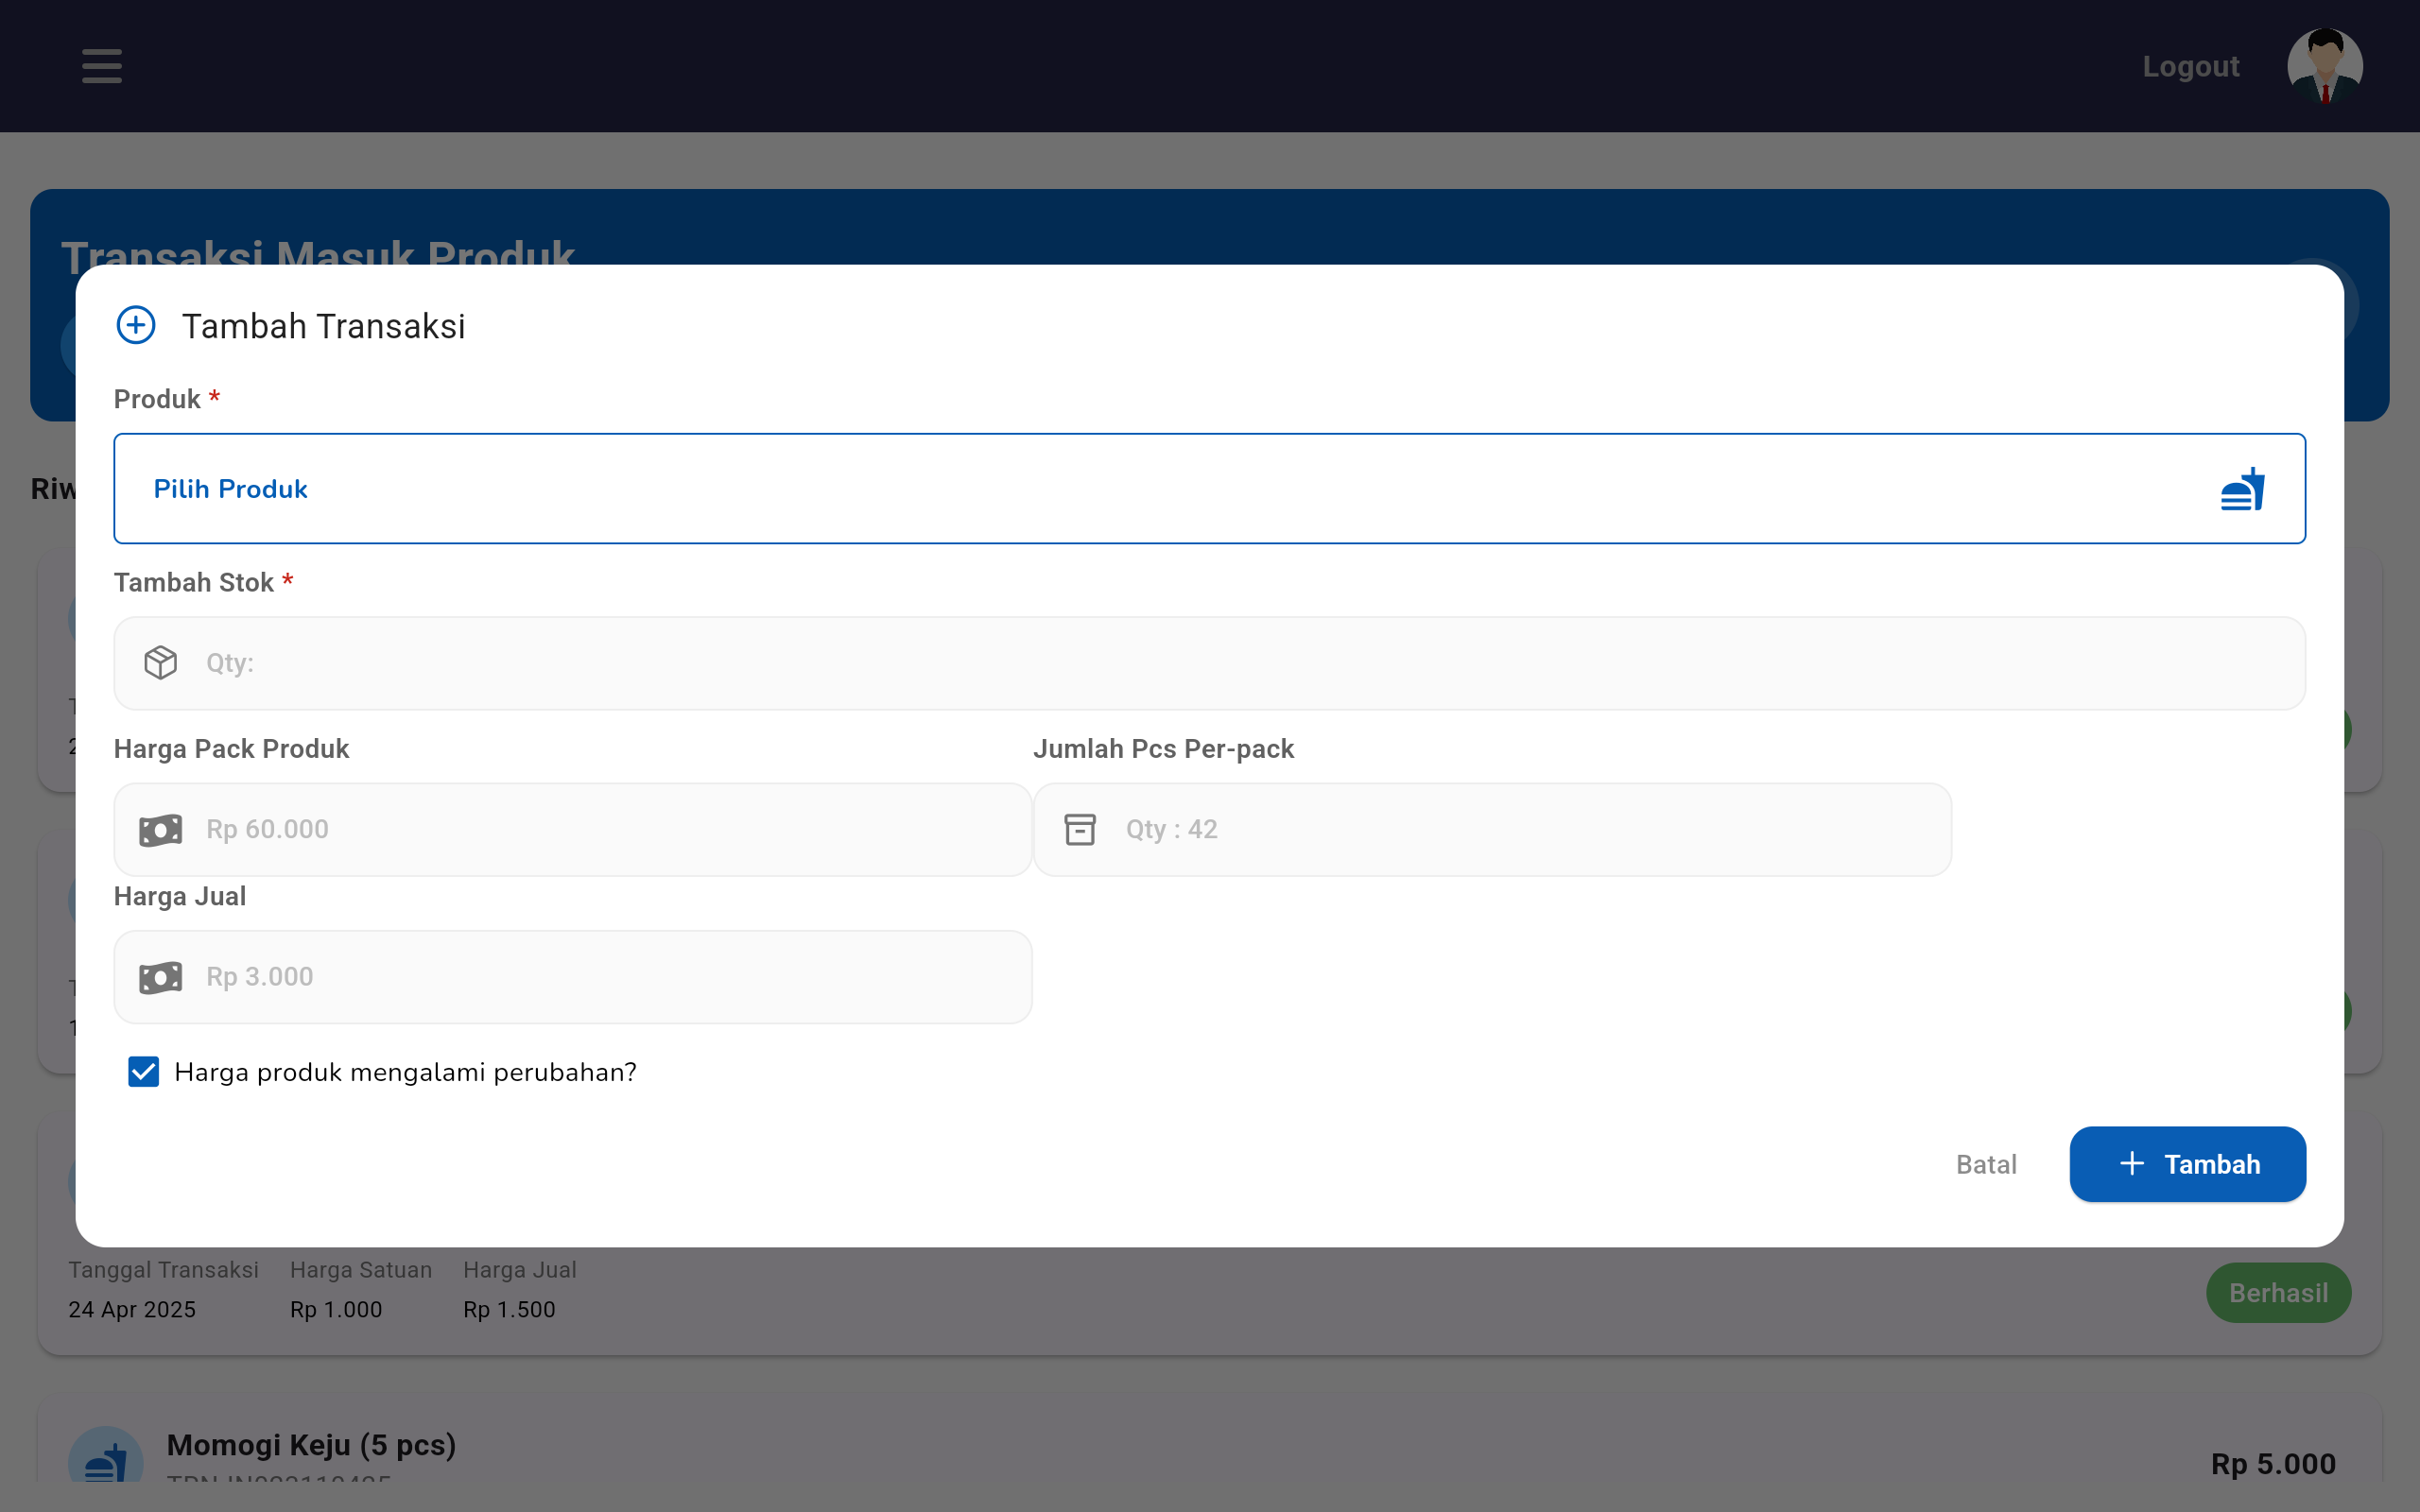 Logout
Transaksi Masuk Produk
Tambah Transaksi
Produk *
Pilih Produk
Tambah Stok *
Qty:
Harga Pack Produk
Jumlah Pcs Per-pack
Rp 60.000
Qty : 42
Harga Jual
Rp 3.000
Harga produk mengalami perubahan?
Batal
Tambah
Tanggal Transaksi
Harga Satuan
Harga Jual
24 Apr 2025
Rp 1.000
Rp 1.500
Berhasil
Momogi Keju (5 pcs)
Rp 5.000